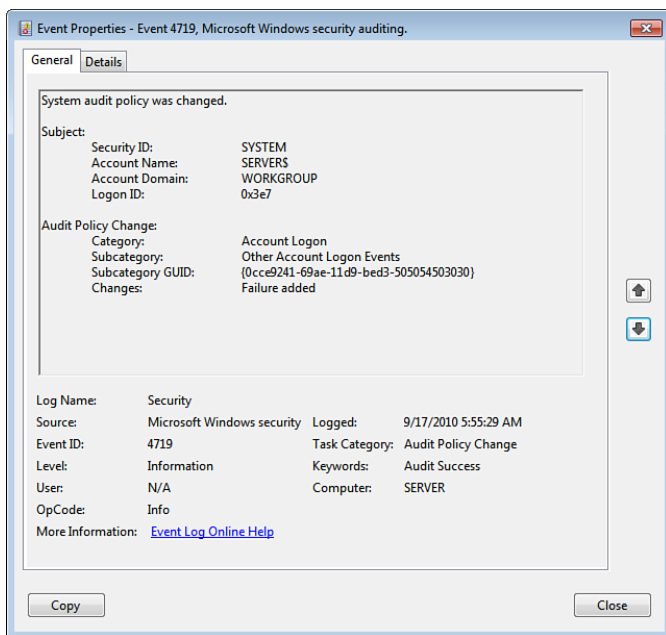 Event Properties - Event 4719, Microsoft Windows security auditing.
General Details
System audit policy was changed.
Subject:
Security ID: SYSTEM
Account Name: SERVER$
Account Domain: WORKGROUP
Logon ID: 0x3e7
Audit Policy Change:
Category: Account Logon
Subcategory: Other Account Logon Events
Subcategory GUID: {0cce9241-69ae-11d9-bed3-505054503030}
Changes: Failure added
Log Name: Security
Source: Microsoft Windows security Logged: 9/17/2010 5:55:29 AM
Event ID: 4719 Task Category: Audit Policy Change
Level: Information Keywords: Audit Success
User: N/A Computer: SERVER
OpCode: Info
More Information: Event Log Online Help
Copy Close